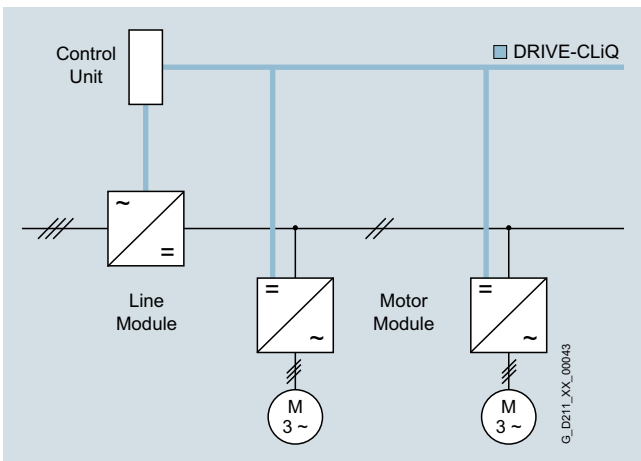 Control
Unit
DRIVE-CLiQ
~
=
Line
Module
=
~
Motor
Module
=
~
M
3 ~
M
3 ~
G_D211_XX_00043